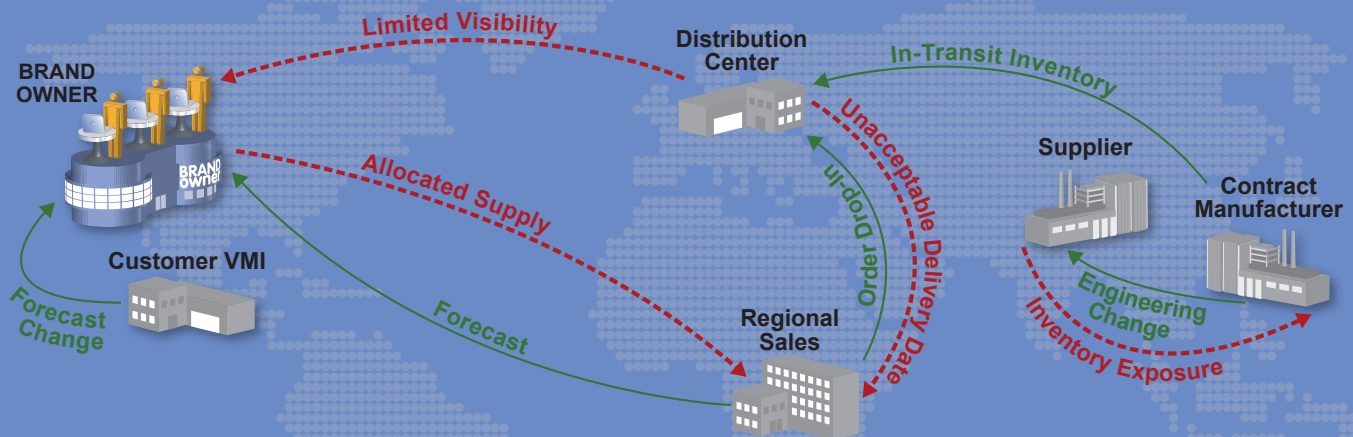 Limited Visibility
BRAND
OWNER
BRAND
owner
Distribution
Center
In-Transit Inventory
Unacceptable Delivery Date
Order Drop-In
Supplier
Contract
Manufacturer
Allocated Supply
Customer VMI
Forecast
Change
Forecast
Regional
Sales
Engineering
Change
Inventory Exposure